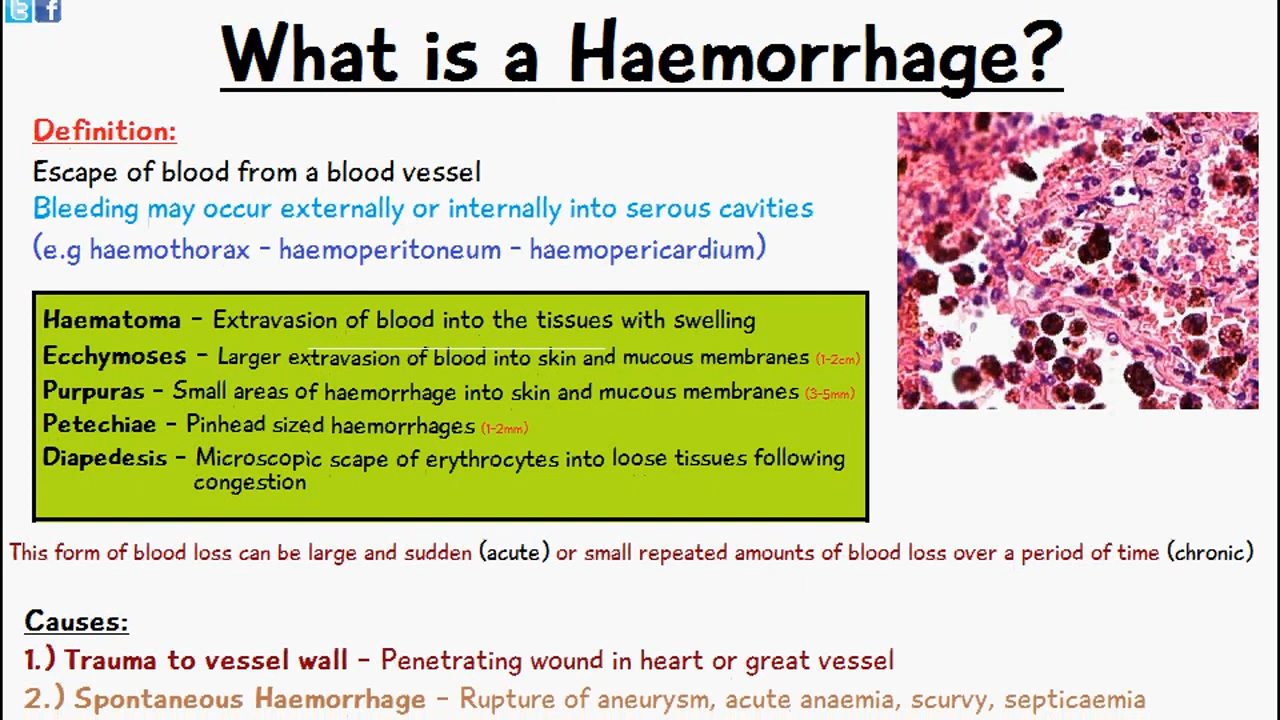 What is a Haemorrhage?
Definition:
Escape of blood from a blood vessel
Bleeding may occur externally or internally into serous cavities
(e.g haemothorax - haemoperitoneum - haemopericardium)
Haematoma - Extravasion of blood into the tissues with swelling
Ecchymoses - Larger extravasion of blood into skin and mucous membranes (1-2cm)
Purpuras - Small areas of haemorrhage into skin and mucous membranes (3-5mm)
Petechiae - Pinhead sized haemorrhages (1-2mm)
Diapedesis - Microscopic scape of erythrocytes into loose tissues following
congestion
This form of blood loss can be large and sudden (acute) or small repeated amounts of blood loss over a period of time (chronic)
Causes:
1.) Trauma to vessel wall - Penetrating wound in heart or great vessel
2.) Spontaneous Haemorrhage - Rupture of aneurysm, acute anaemia, scurvy, septicaemia